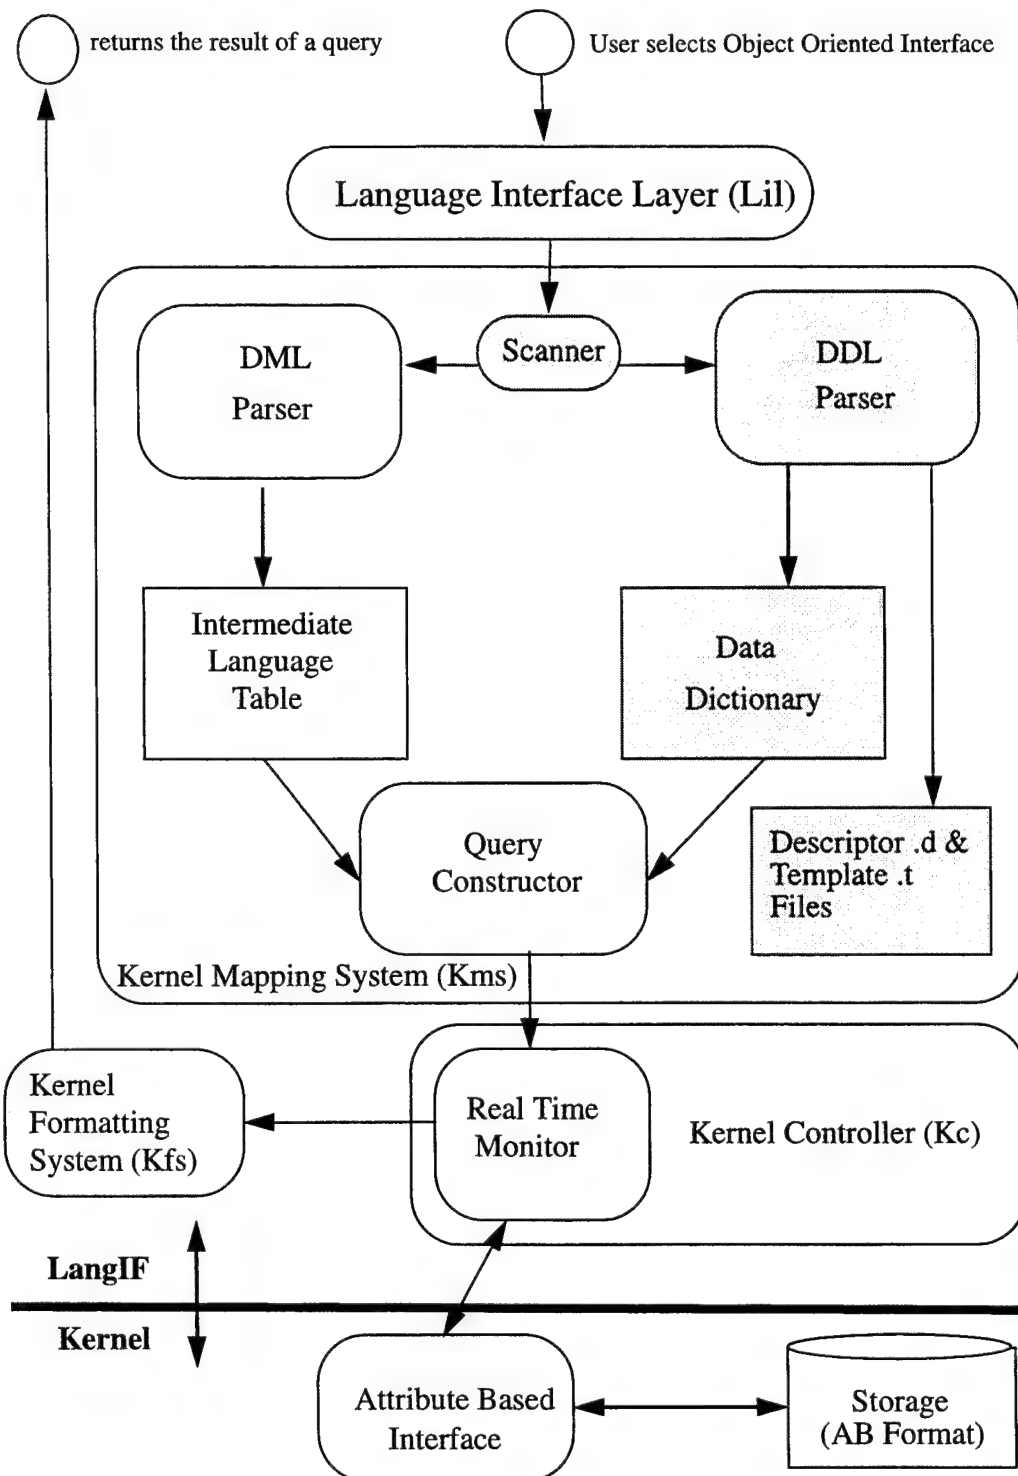 returns the result of a query
User selects Object Oriented Interface
Language Interface Layer (Lil)
Scanner
DML
Parser
DDL
Parser
Intermediate
Language
Table
Data
Dictionary
Query
Constructor
Descriptor .d &
Template .t
Files
Kernel Mapping System (Kms)
Kernel
Formatting
System (Kfs)
Real Time
Monitor
Kernel Controller (Kc)
LangIF
Kernel
Attribute Based
Interface
Storage
(AB Format)